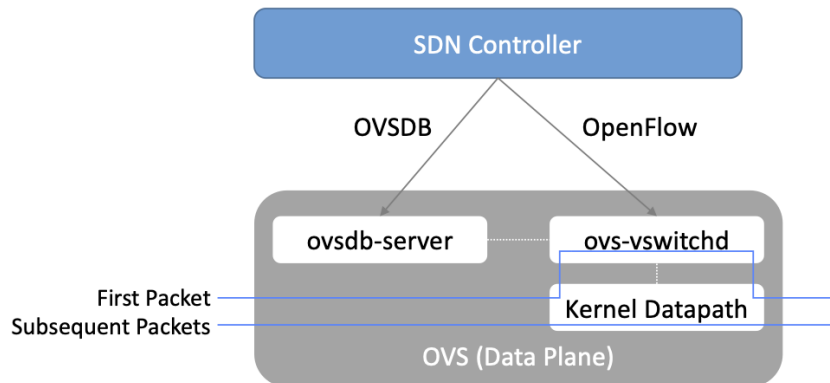 SDN Controller
OVSDB
OpenFlow
ovsdb-server
ovs-vswitchd
First Packet
Subsequent Packets
Kernel Datapath
OVS (Data Plane)